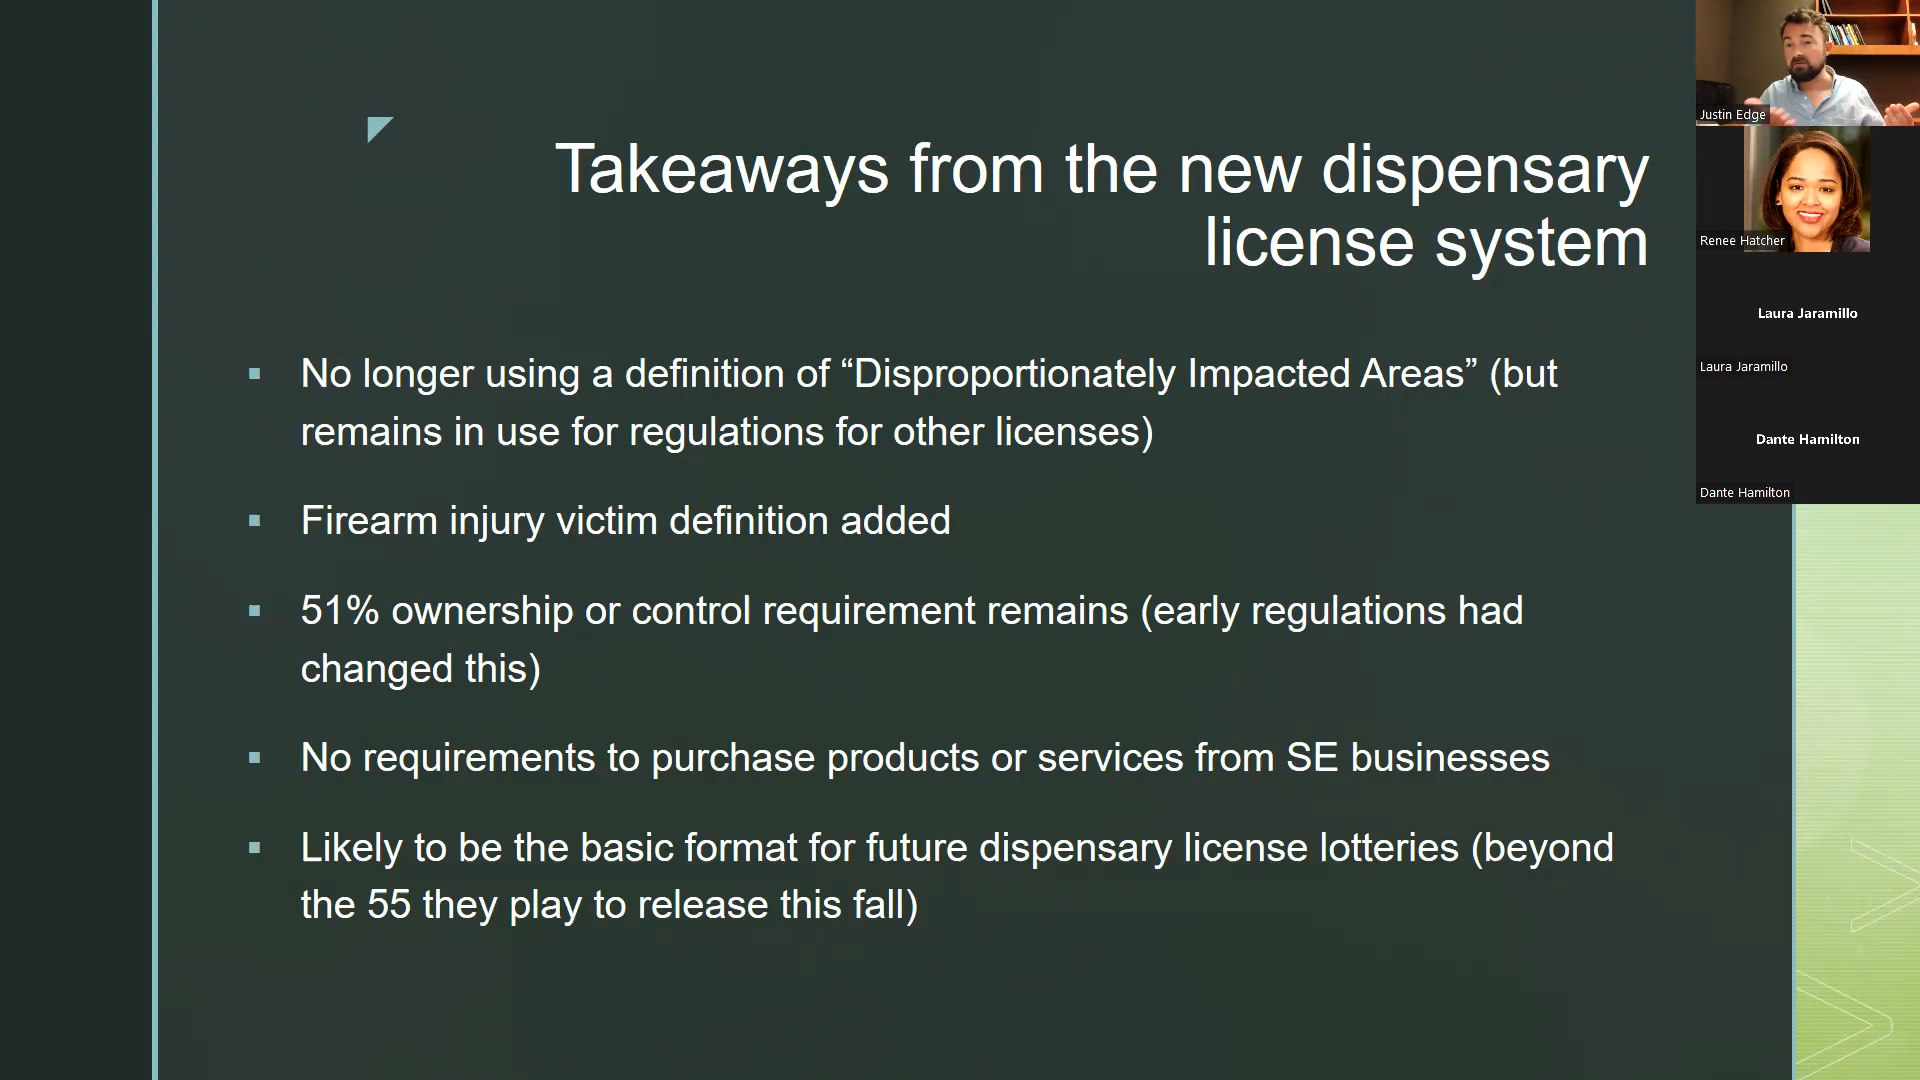 Takeaways from the new dispensary
license system
▪ No longer using a definition of “Disproportionately Impacted Areas” (but
remains in use for regulations for other licenses)
▪ Firearm injury victim definition added
▪ 51% ownership or control requirement remains (early regulations had
changed this)
▪ No requirements to purchase products or services from SE businesses
▪ Likely to be the basic format for future dispensary license lotteries (beyond
the 55 they play to release this fall)
Justin Edge
Renee Hatcher
Laura Jaramillo
Laura Jaramillo
Dante Hamilton
Dante Hamilton